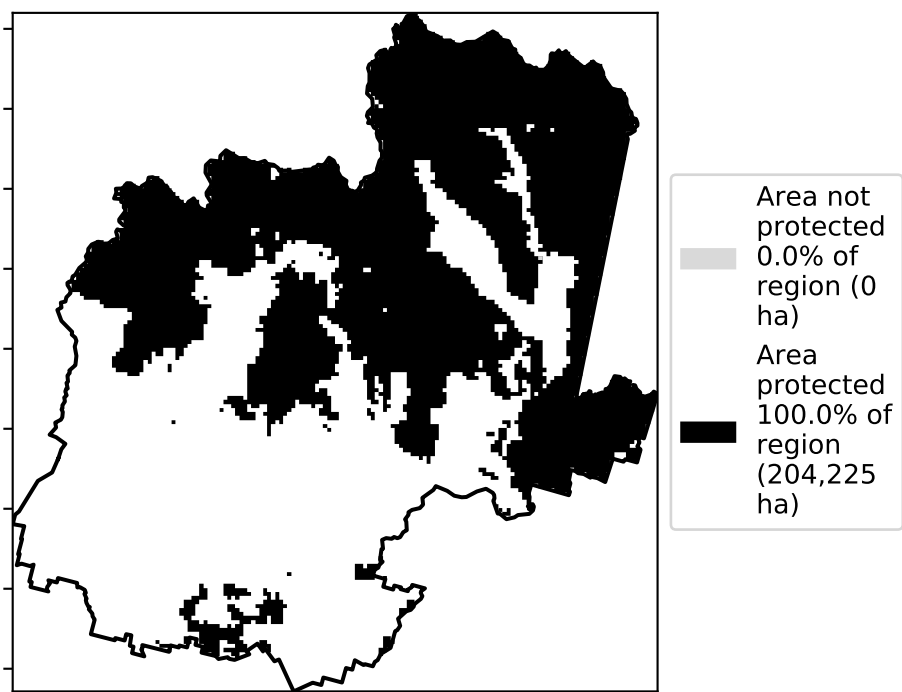 Area not
protected
0.0% of
region (0
ha)
Area
protected
100.0% of
region
(204,225
ha)